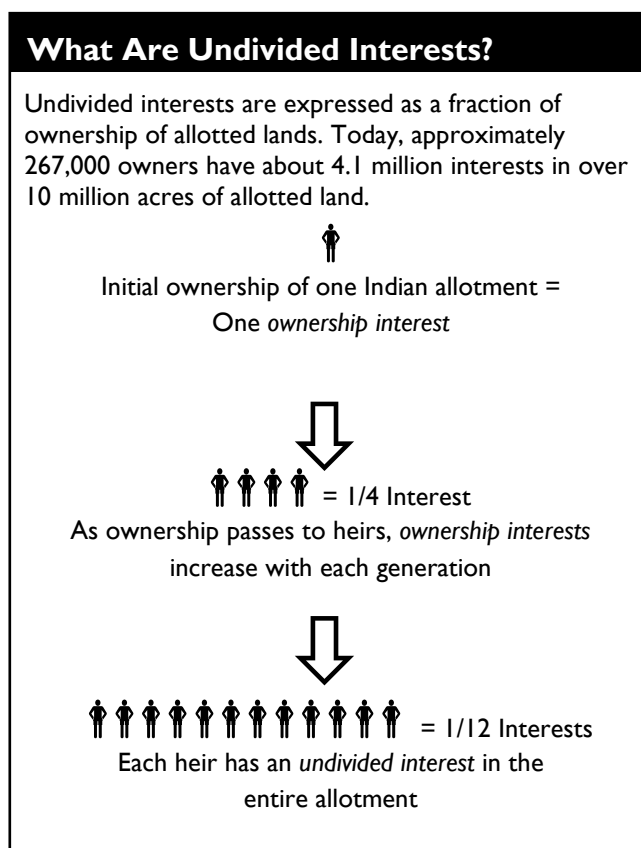 What Are Undivided Interests?
Undivided interests are expressed as a fraction of
ownership of allotted lands. Today, approximately
267,000 owners have about 4.1 million interests in over
10 million acres of allotted land.
Initial ownership of one Indian allotment =
One ownership interest
= 1/4 Interest
As ownership passes to heirs, ownership interests
increase with each generation
= 1/12 Interests
Each heir has an undivided interest in the
entire allotment